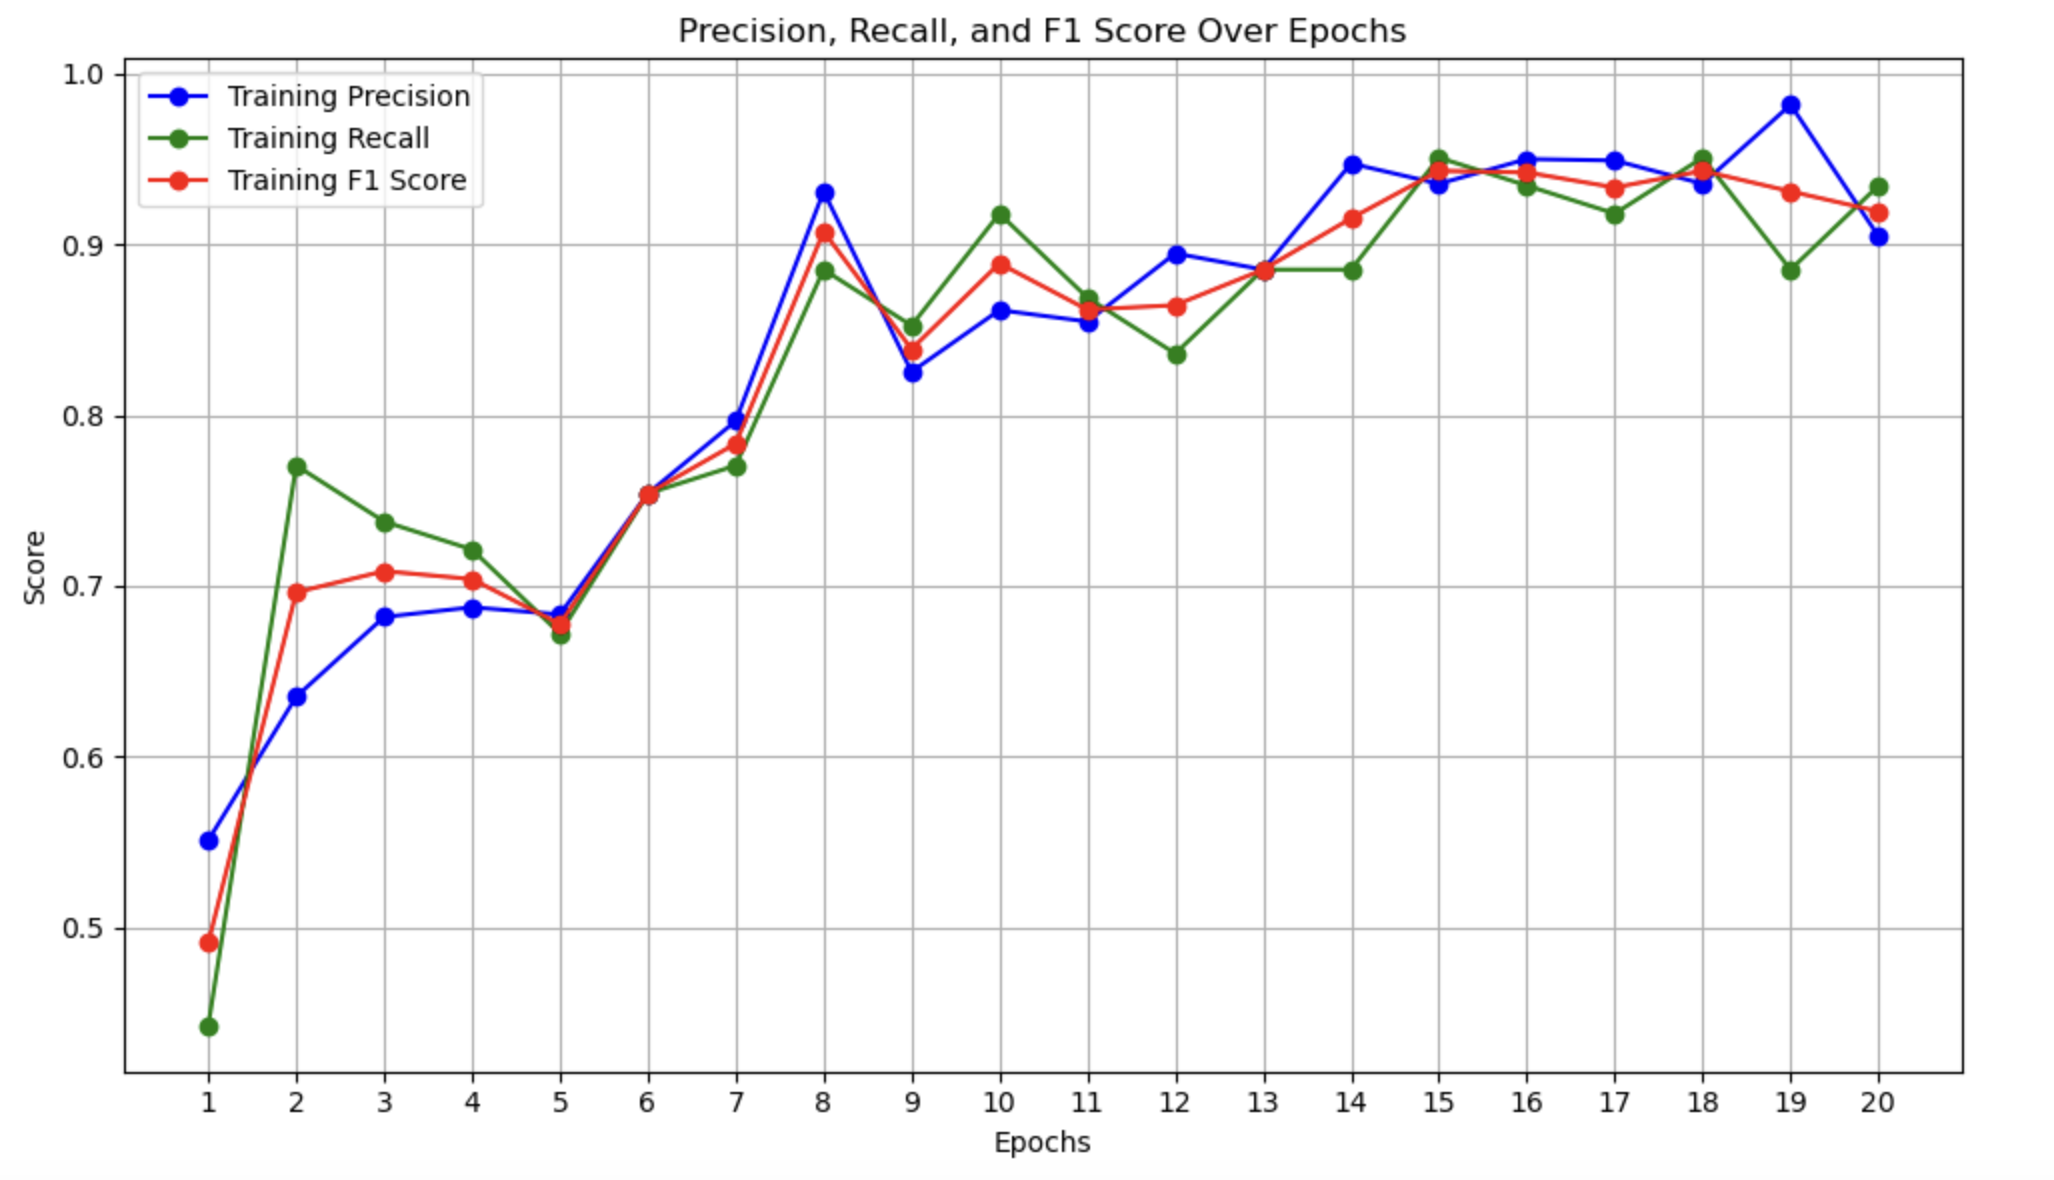 Precision, Recall, and F1 Score Over Epochs
Training Precision
Training Recall
Training F1 Score
1.0
0.9
0.8
0.7
0.6
0.5
Score
1 2 3 4 5 6 7 8 9 10 11 12 13 14 15 16 17 18 19 20
Epochs